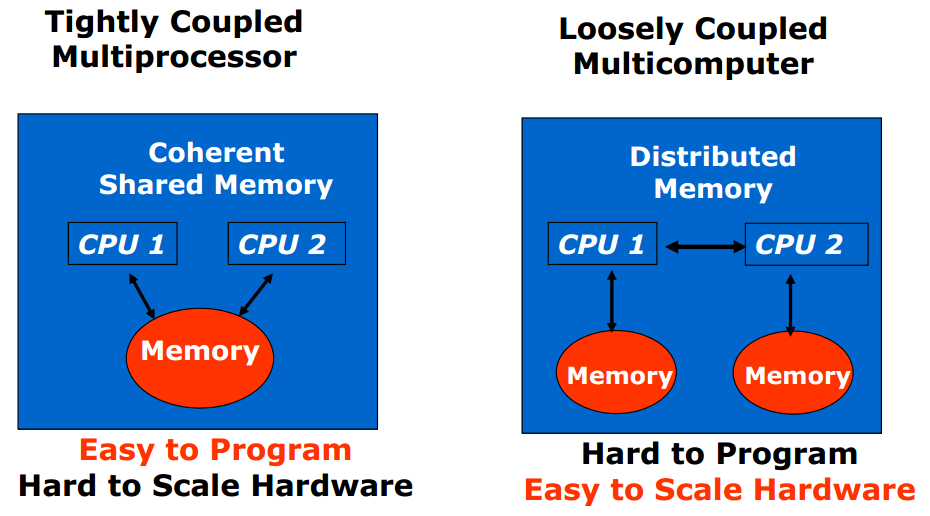 Tightly Coupled
Multiprocessor
Coherent
Shared Memory
CPU 1
CPU 2
Memory
Easy to Program
Hard to Scale Hardware
Loosely Coupled
Multicomputer
Distributed
Memory
CPU 1
CPU 2
Memory
Memory
Hard to Program
Easy to Scale Hardware